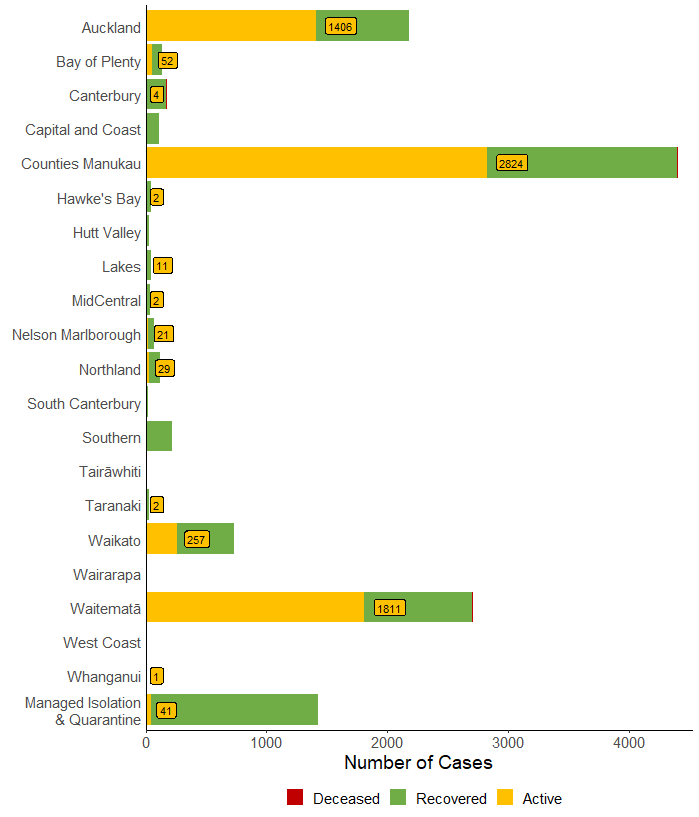 Auckland 1406
Bay of Plenty 52
Canterbury 4
Capital and Coast
Counties Manukau 2824
Hawke's Bay 2
Hutt Valley
Lakes 11
MidCentral 2
Nelson Marlborough 21
Northland 29
South Canterbury
Southern
Tairāwhiti
Taranaki 2
Waikato 257
Wairarapa
Waitematā 1811
West Coast
Whanganui 1
Managed Isolation
& Quarantine 41
0 1000 2000 3000 4000
Number of Cases
Deceased Recovered Active